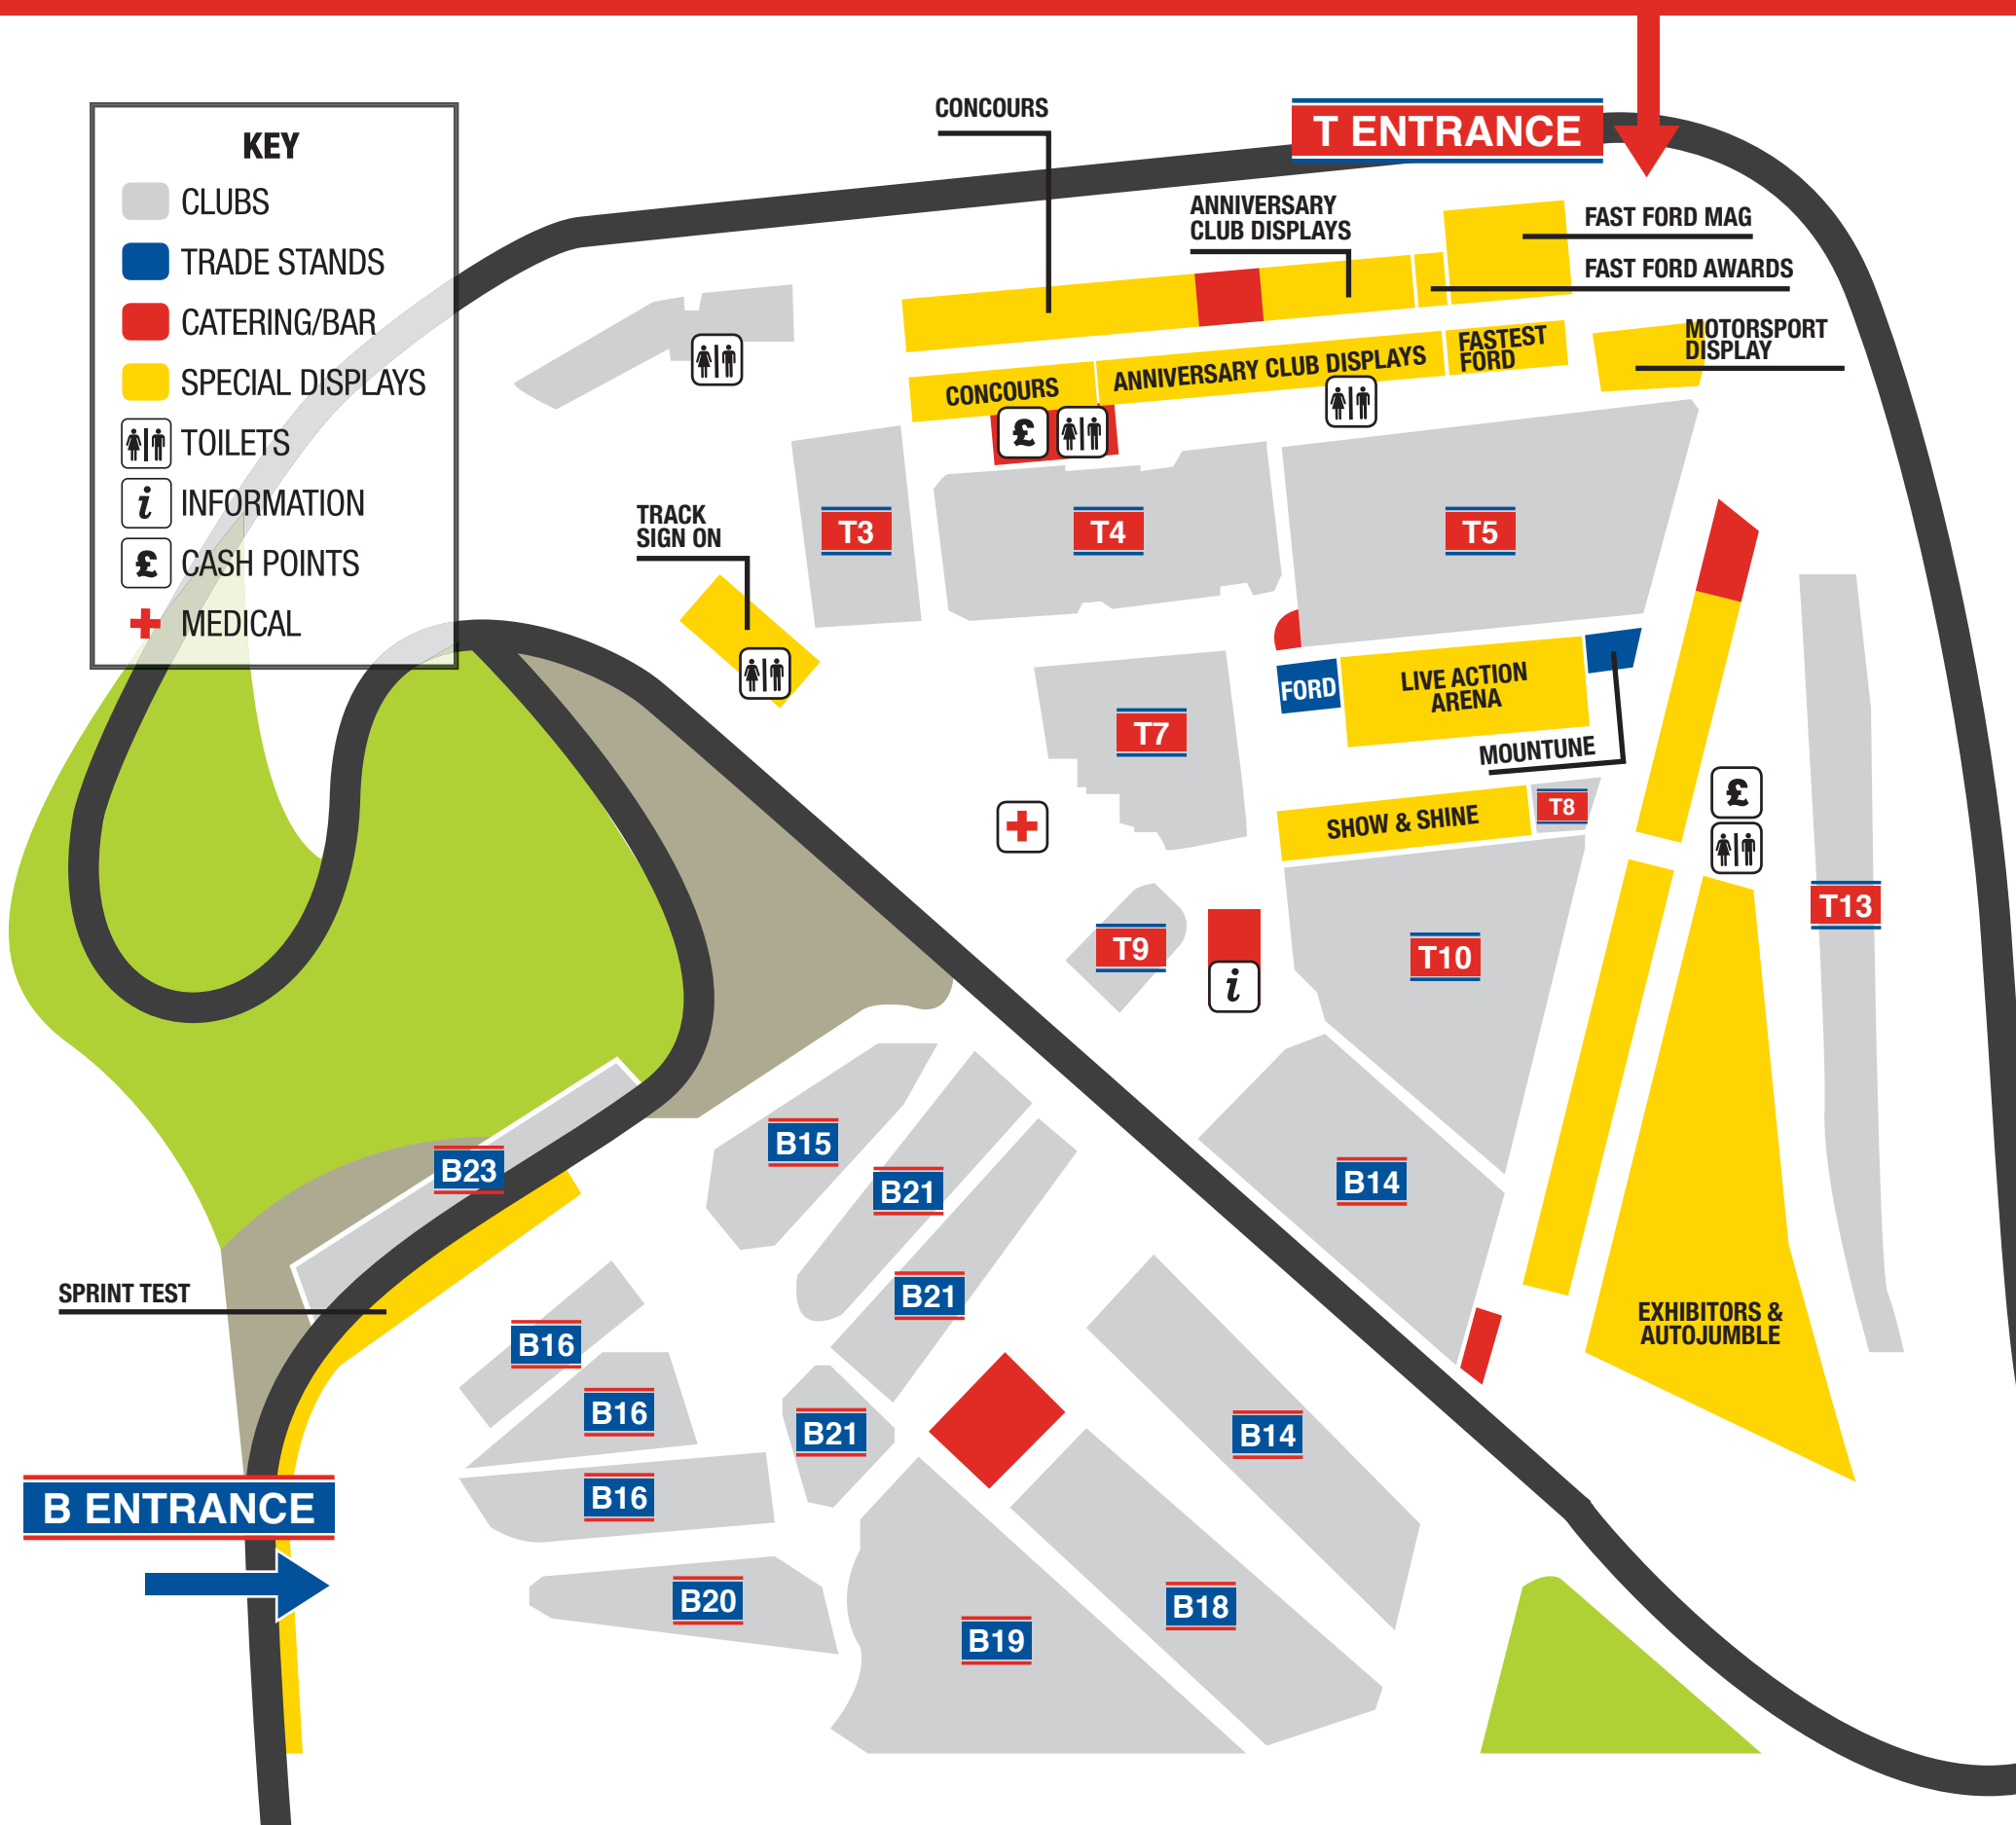 KEY
CLUBS
TRADE STANDS
CATERING/BAR
SPECIAL DISPLAYS
TOILETS
i INFORMATION
£ CASH POINTS
MEDICAL
CONCOURS
T ENTRANCE
ANNIVERSARY
CLUB DISPLAYS
FAST FORD MAG
FAST FORD AWARDS
MOTORSPORT
DISPLAY
FASTEST
FORD
ANNIVERSARY CLUB DISPLAYS
CONCOURS
£
TRACK
SIGN ON
T3
T4
T5
FORD
LIVE ACTION
ARENA
MOUNTUNE
T7
£
SHOW & SHINE
T8
T9
i
T10
T13
B15
B23
B21
B14
B21
SPRINT TEST
EXHIBITORS &
AUTOJUMBLE
B16
B16
B21
B14
B16
B ENTRANCE
B20
B18
B19